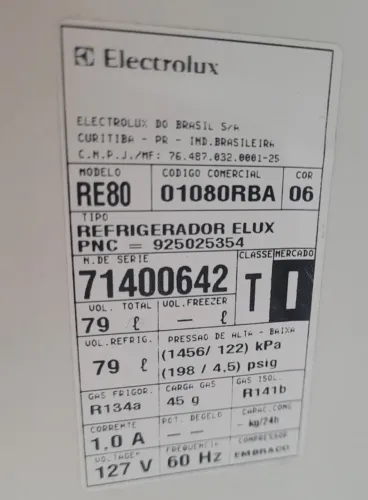 Electrolux
ELECTROLUX DO BRASIL S/A
CURITIBA - PR - IND.BRASILEIRA
C.N.P.J./MF: 76.487.032.0001-25
MODELO CODIGO COMERCIAL COR
RE80 01080RBA 06
TIPO
REFRIGERADOR ELUX
PNC = 925025354
N.DE SERIE CLASSE MERCADO
71400642 T I
VOL. TOTAL VOL.FREEZER
79 ℓ — ℓ
VOL.REFRIG. PRESSAO DE ALTA - BAIXA
79 ℓ (1456/ 122) kPa
(198 / 4,5) psig
GAS FRIGOR. CARGA GAS GAS ISOL.
R134a 45 g R141b
CORRENTE POT. DEGELO CAPAC.CONG
1,0 A —— - kg/24h
VOLTAGEM FREQUENCIA COMPRESSOR
127 V 60 Hz EMBRACO